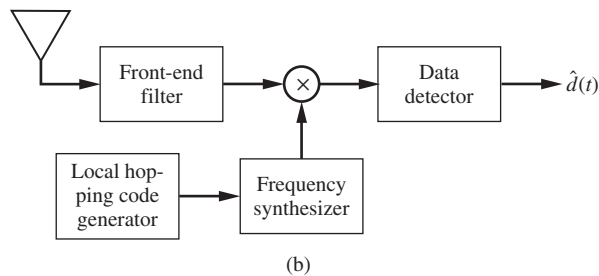 Front-end
filter
×
Data
detector
d̂(t)
Local hop-
ping code
generator
Frequency
synthesizer
(b)